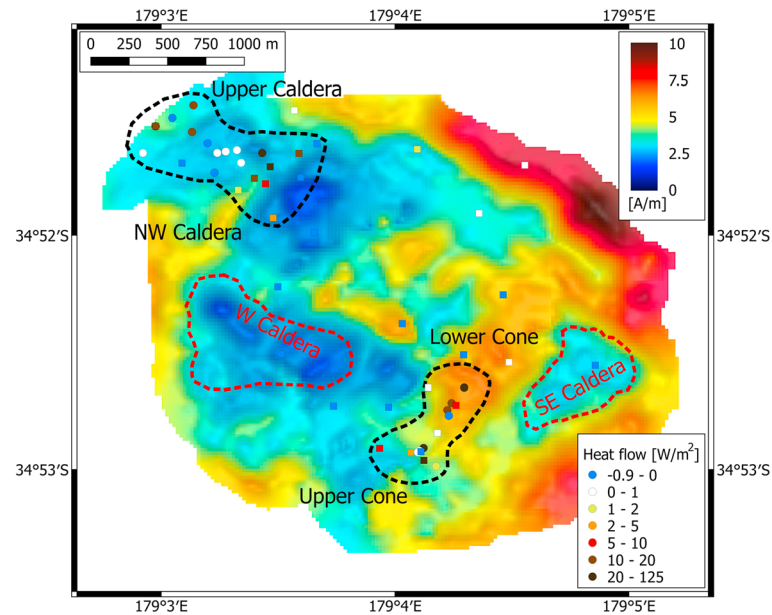 179°3'E 179°4'E 179°5'E
0 250 500 750 1000 m
10
7.5
5
2.5
0
[A/m]
Upper Caldera
NW Caldera
34°52'S 34°52'S
W Caldera
Lower Cone
SE Caldera
Upper Cone
34°53'S 34°53'S
Heat flow [W/m²]
-0.9 - 0
0 - 1
1 - 2
2 - 5
5 - 10
10 - 20
20 - 125
179°3'E 179°4'E 179°5'E